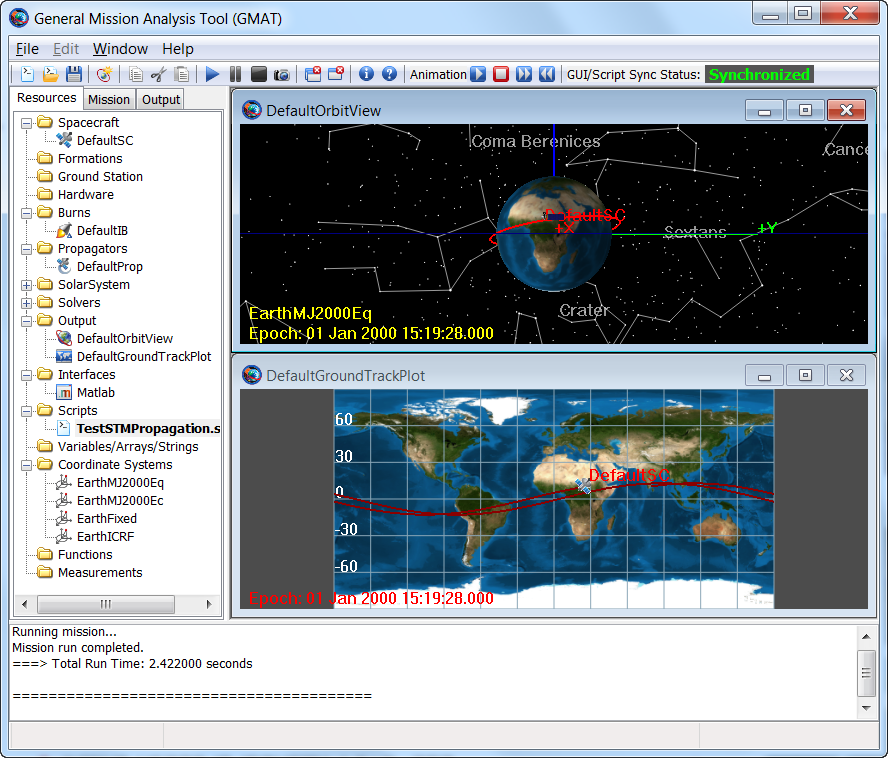 General Mission Analysis Tool (GMAT)
File Edit Window Help
Animation GUI/Script Sync Status: Synchronized
Resources Mission Output
Spacecraft
DefaultSC
Formations
Ground Station
Hardware
Burns
DefaultIB
Propagators
DefaultProp
SolarSystem
Solvers
Output
DefaultOrbitView
DefaultGroundTrackPlot
Interfaces
Matlab
Scripts
TestSTMPropagation.s
Variables/Arrays/Strings
Coordinate Systems
EarthMJ2000Eq
EarthMJ2000Ec
EarthFixed
EarthICRF
Functions
Measurements
DefaultOrbitView
Coma Berenices
Cance
DefaultSC
+X
Sextans
+Y
Crater
EarthMJ2000Eq
Epoch: 01 Jan 2000 15:19:28.000
DefaultGroundTrackPlot
60
30
DefaultSC
0
-30
-60
Epoch: 01 Jan 2000 15:19:28.000
Running mission...
Mission run completed.
===> Total Run Time: 2.422000 seconds
========================================